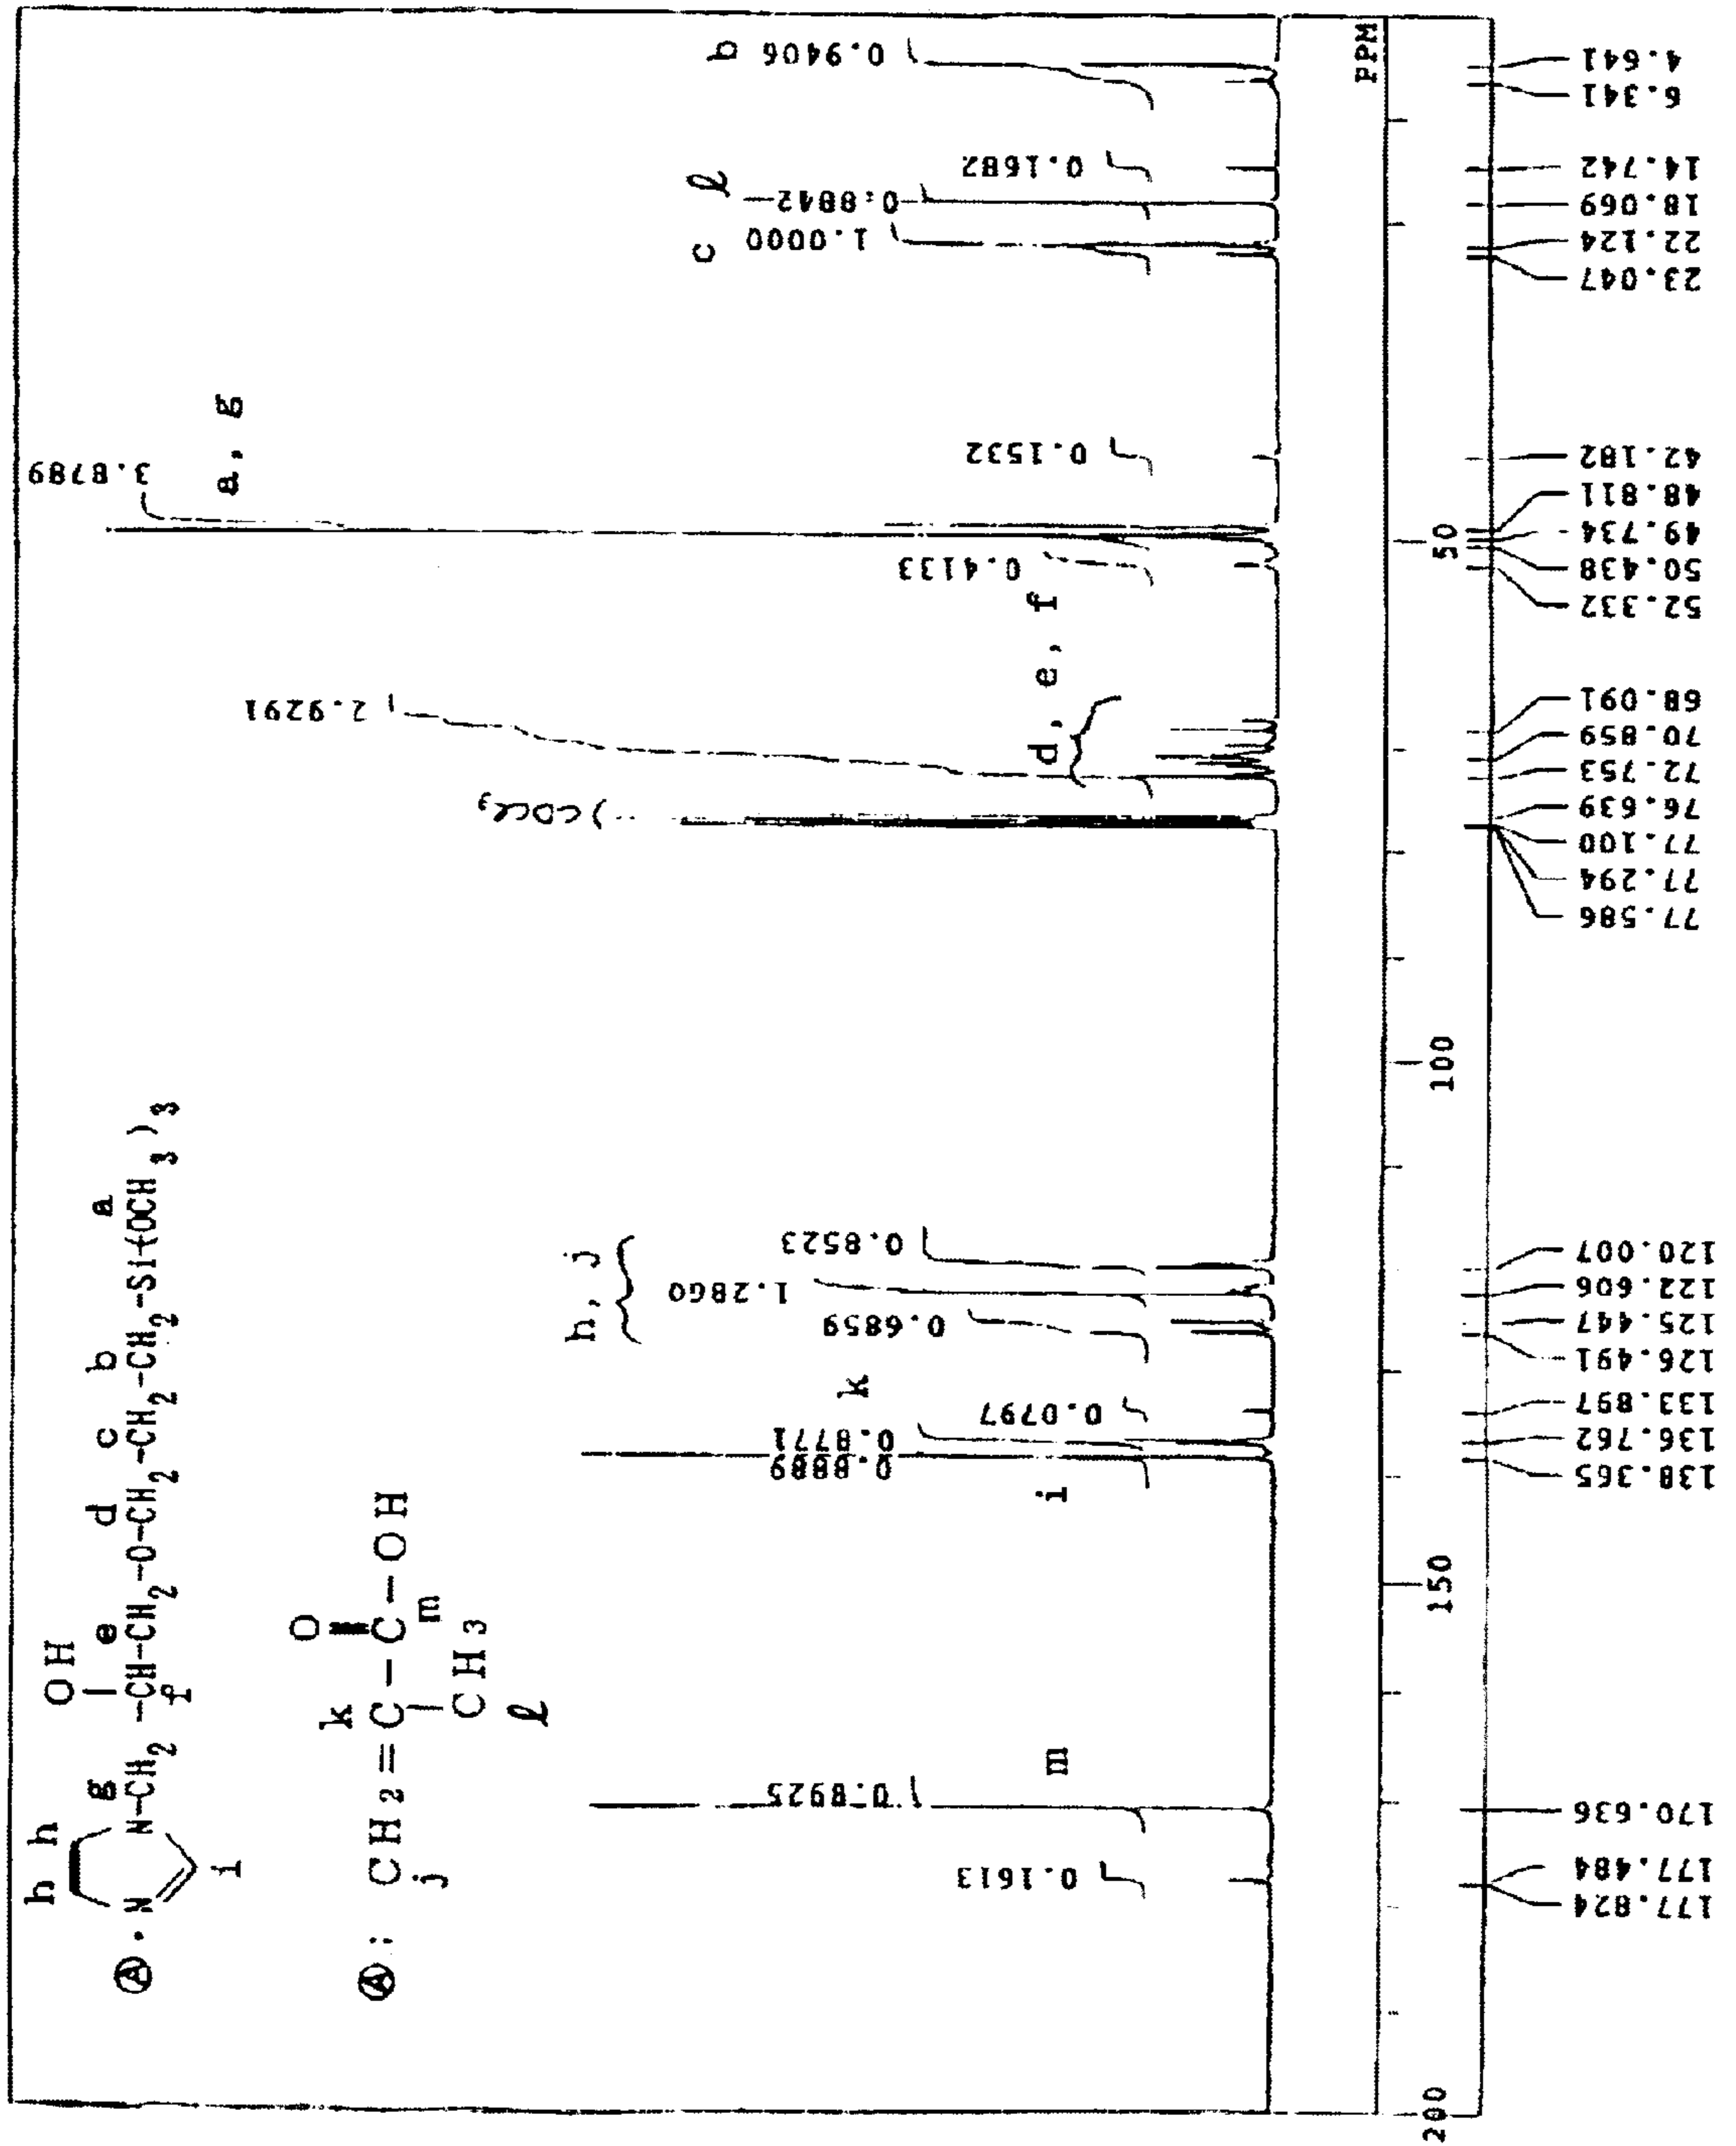 OH
h h g f e d c b a
Ⓐ · N N-CH2-CH-CH2-O-CH2-CH2-CH2-Si(OCH3)3
i
O
k
Ⓐ : CH2=C-C-OH
j m
CH3
ℓ
m
i
k
h, j
d, e, f
a, g
c
ℓ
b
CDCl3
0.1613
0.8925
0.8889
0.8771
0.0797
0.6859
1.2860
0.8523
2.9291
0.4133
3.8789
0.1532
1.0000
0.8842
0.1682
0.9406
200
150
100
50
PPM
177.824
177.484
170.636
138.365
136.762
133.897
126.491
125.447
122.606
120.007
77.586
77.294
77.100
76.639
72.753
70.859
68.091
52.332
50.438
49.734
48.811
42.182
23.047
22.124
18.069
14.742
6.341
4.641